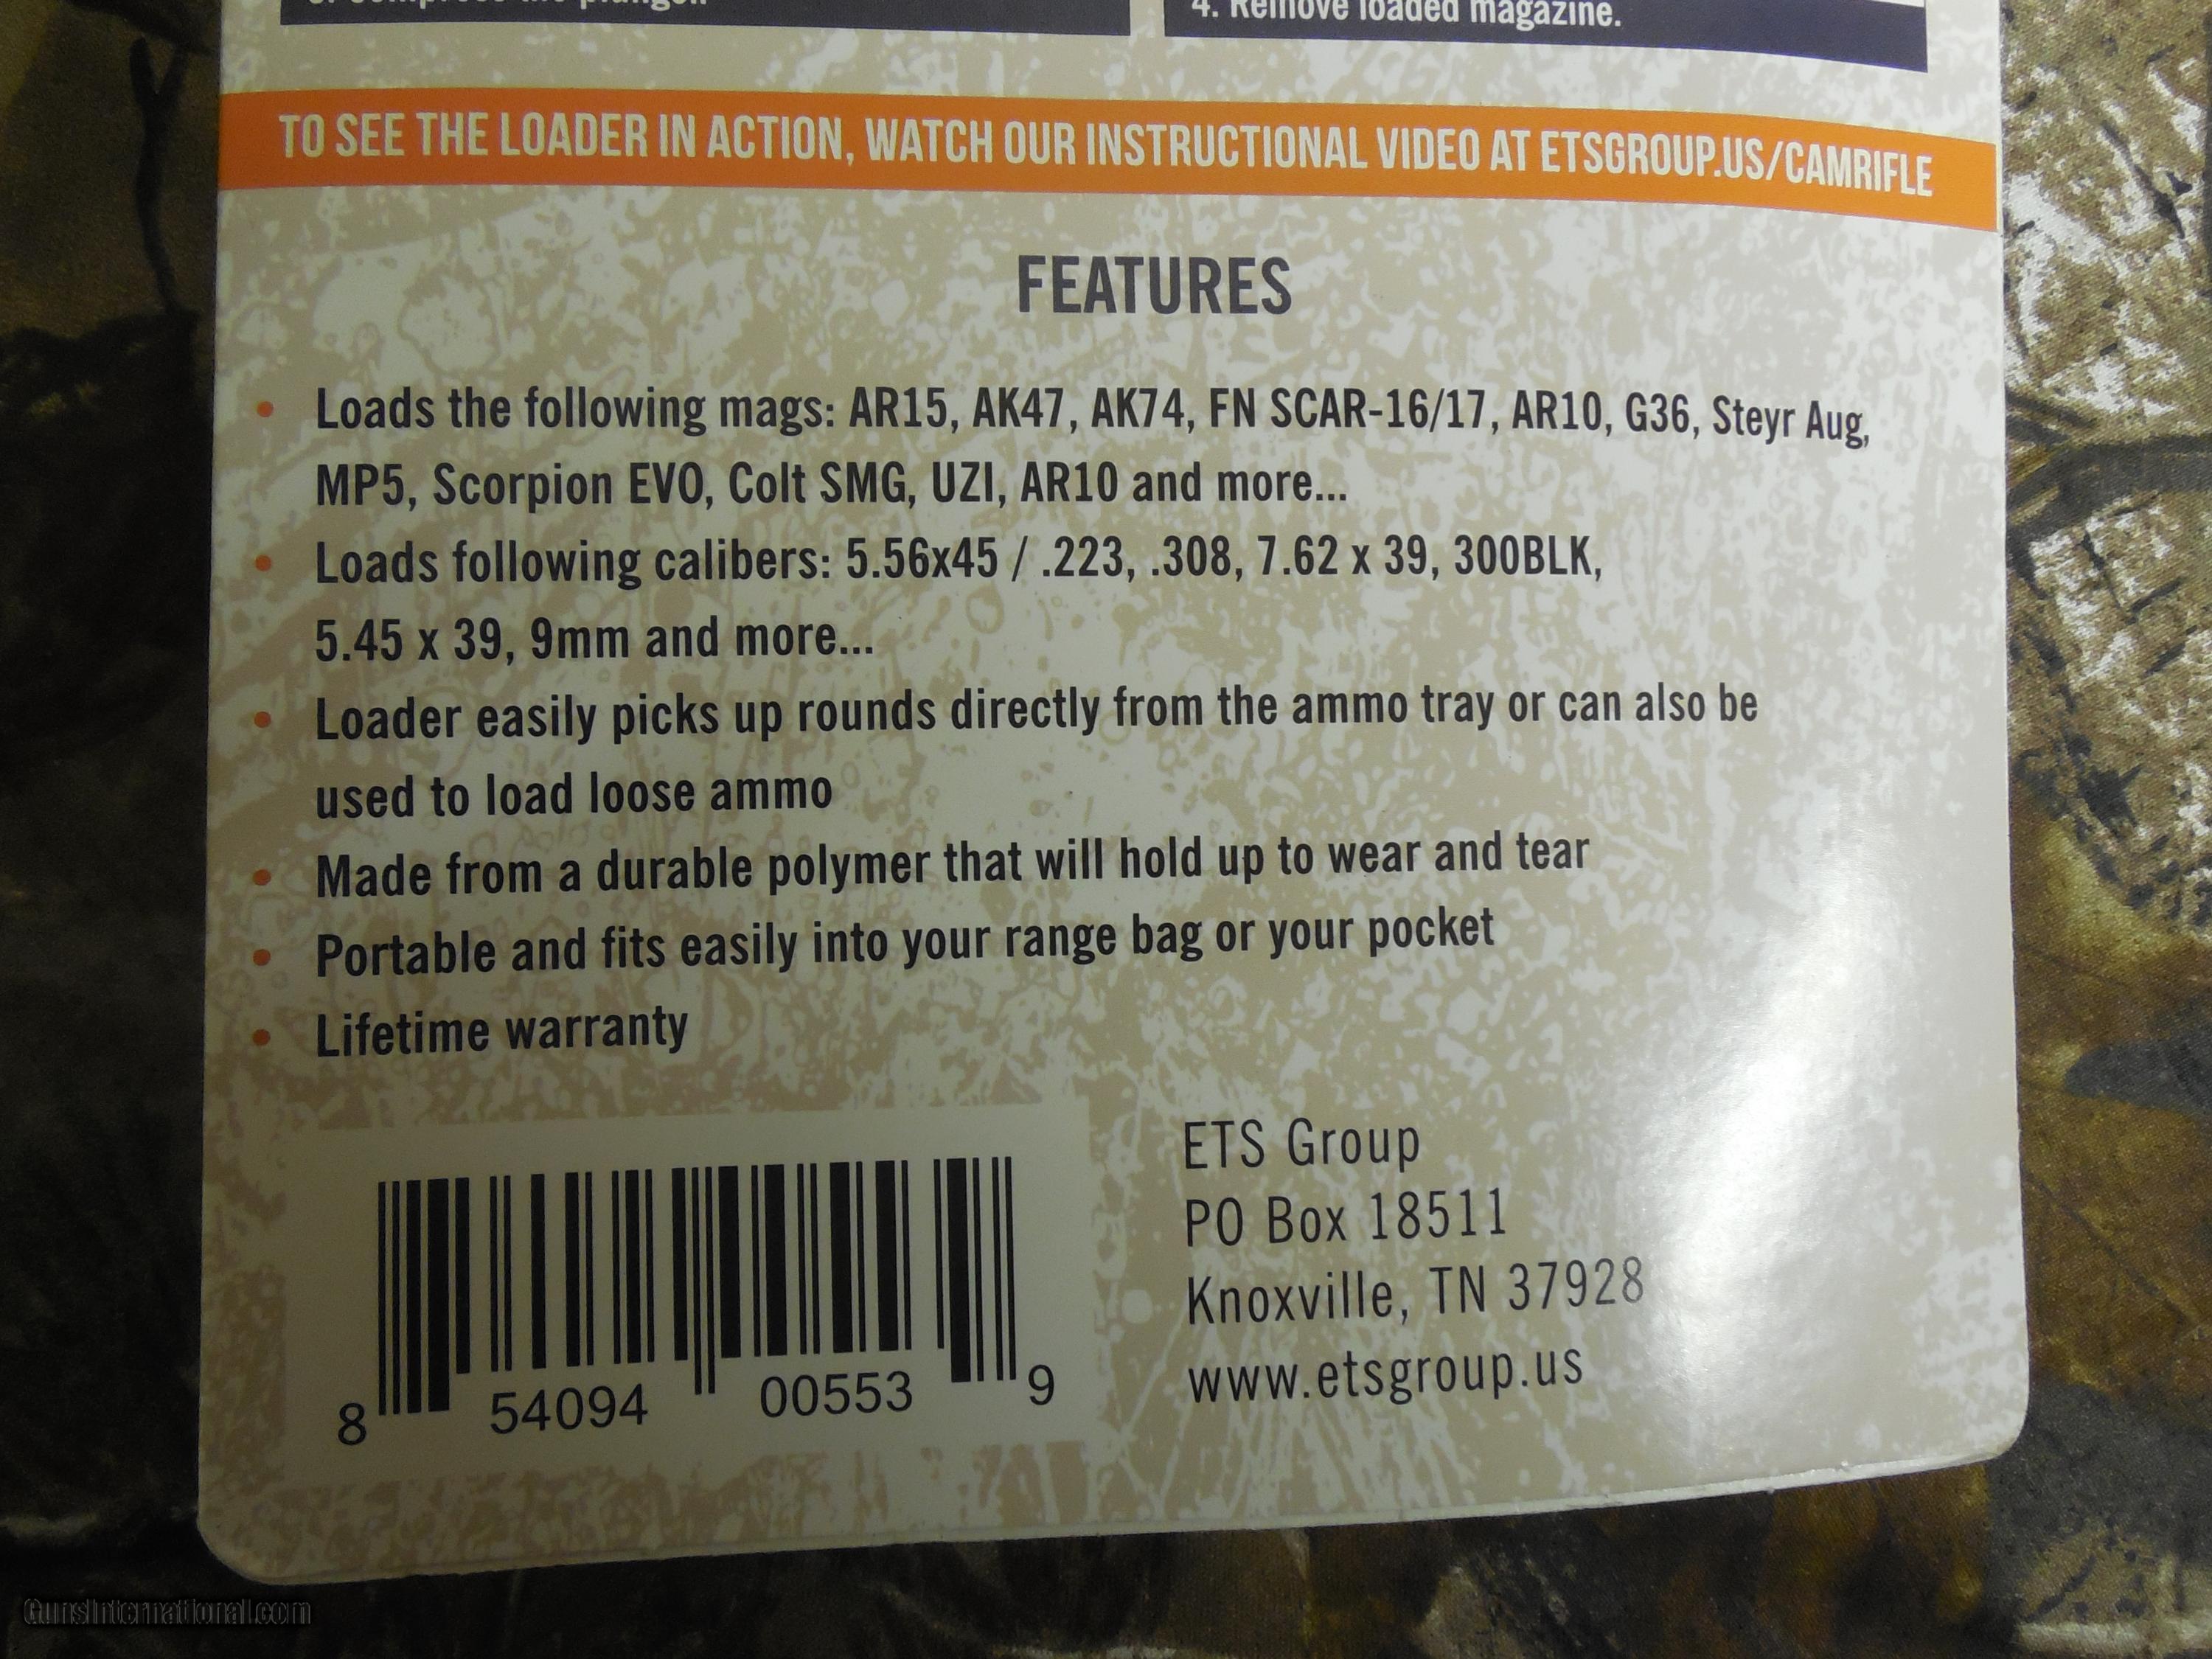 4. Remove loaded magazine.
TO SEE THE LOADER IN ACTION, WATCH OUR INSTRUCTIONAL VIDEO AT ETSGROUP.US/CAMRIFLE
FEATURES
• Loads the following mags: AR15, AK47, AK74, FN SCAR-16/17, AR10, G36, Steyr Aug,
MP5, Scorpion EVO, Colt SMG, UZI, AR10 and more...
• Loads following calibers: 5.56x45 / .223, .308, 7.62 x 39, 300BLK,
5.45 x 39, 9mm and more...
• Loader easily picks up rounds directly from the ammo tray or can also be
used to load loose ammo
• Made from a durable polymer that will hold up to wear and tear
• Portable and fits easily into your range bag or your pocket
• Lifetime warranty
8 54094 00553 9
ETS Group
PO Box 18511
Knoxville, TN 37928
www.etsgroup.us
GunsInternational.com